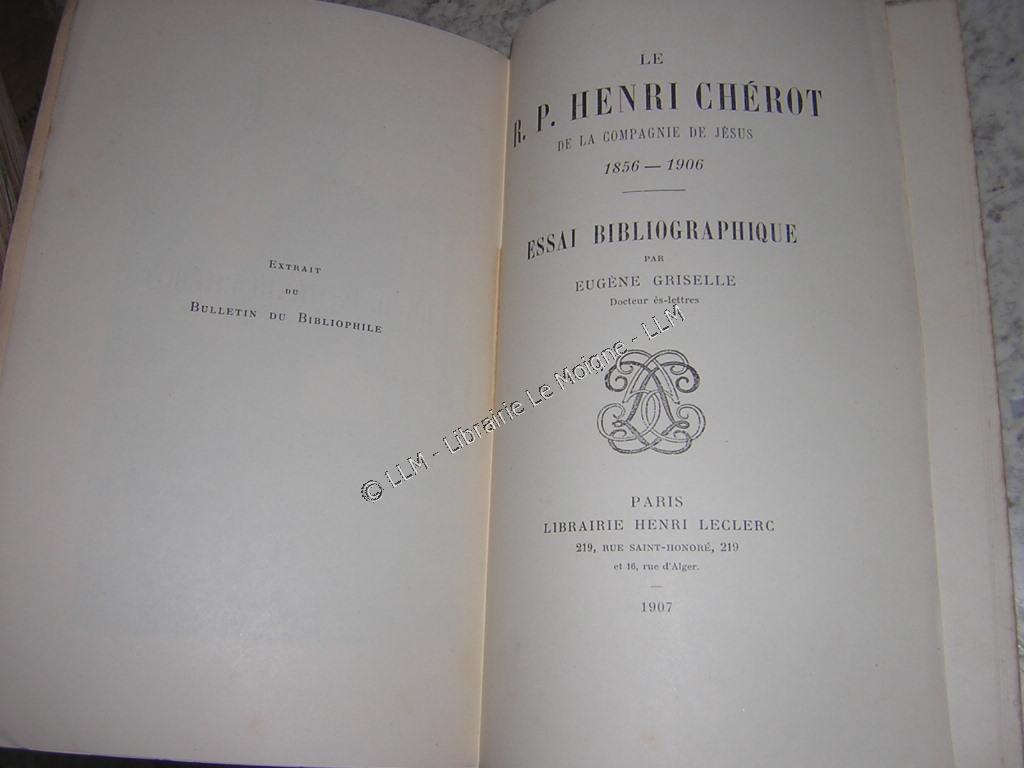 EXTRAIT
DU
BULLETIN DU BIBLIOPHILE
LE
R. P. HENRI CHÉROT
DE LA COMPAGNIE DE JÉSUS
1856 — 1906
ESSAI BIBLIOGRAPHIQUE
PAR
EUGÈNE GRISELLE
Docteur ès-lettres
PARIS
LIBRAIRIE HENRI LECLERC
219, RUE SAINT-HONORÉ, 219
et 16, rue d'Alger.
1907
© LLM - Librairie Le Moigne - LLM